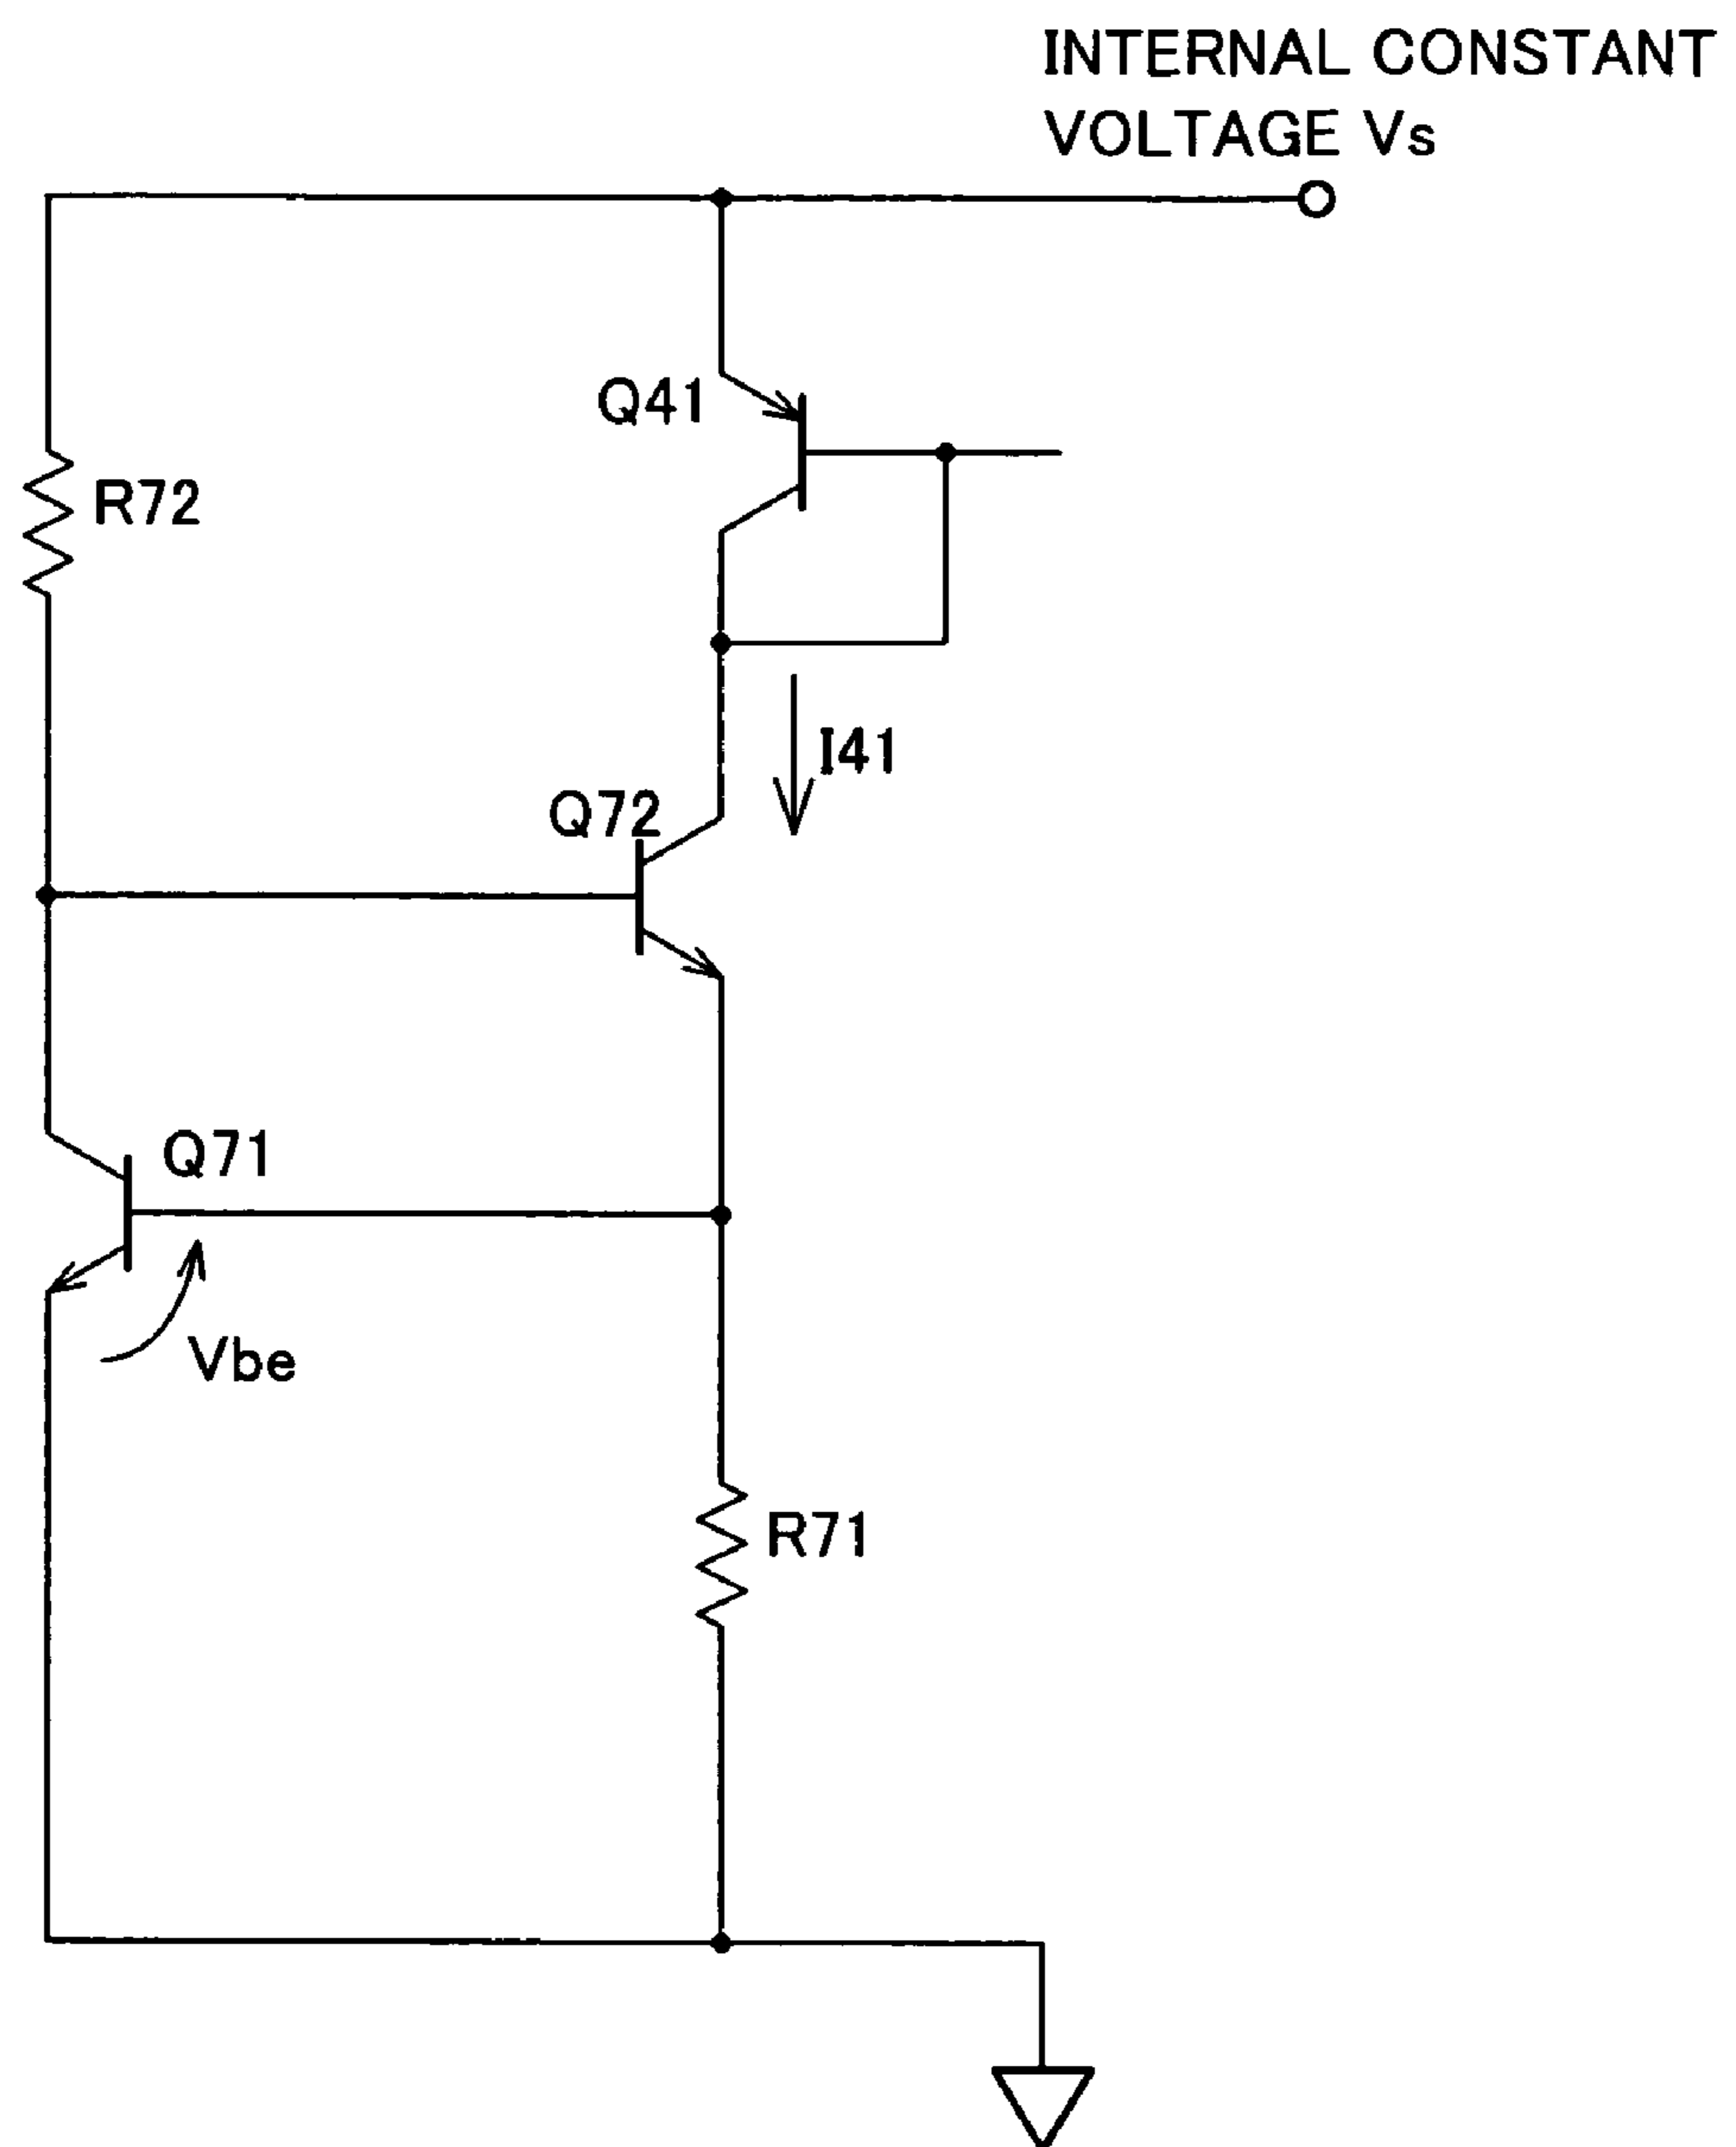 INTERNAL CONSTANT
VOLTAGE Vs
Q41
R72
I41
Q72
Q71
Vbe
R71